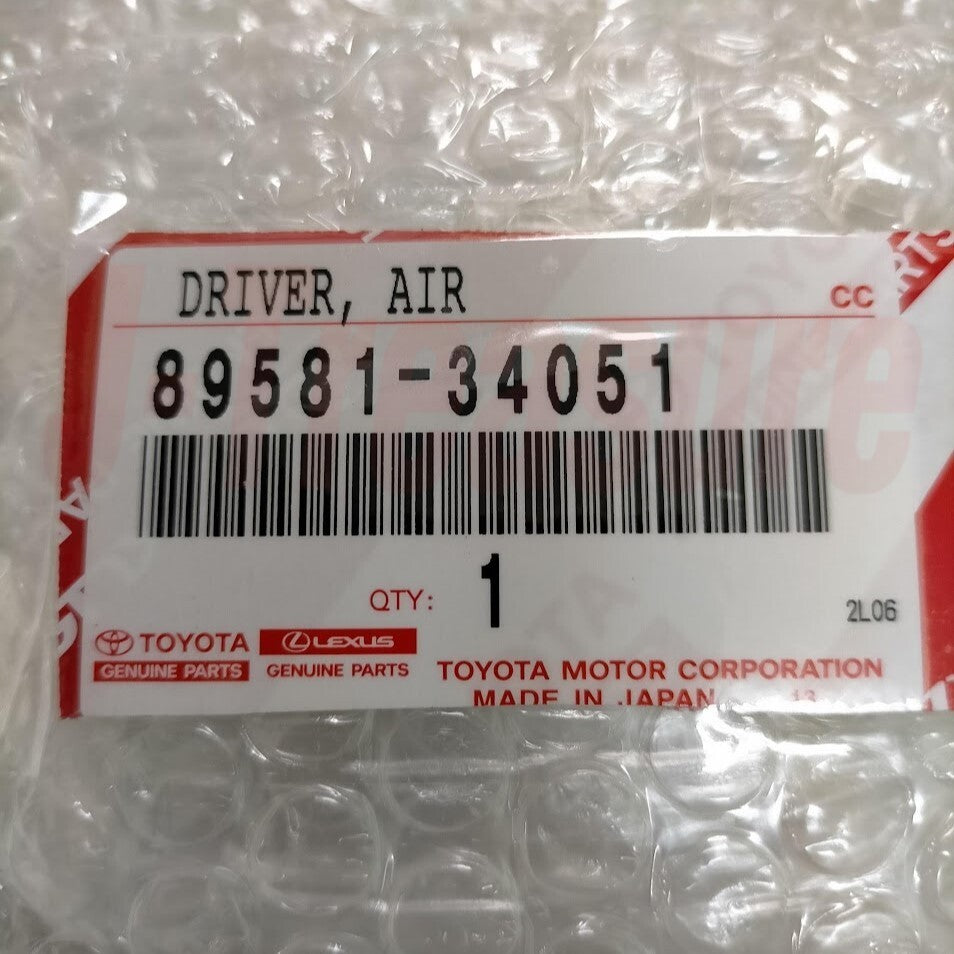 DRIVER, AIR
CC
89581-34051
QTY: 1
2L06
TOYOTA LEXUS
GENUINE PARTS GENUINE PARTS
TOYOTA MOTOR CORPORATION
MADE IN JAPAN 13